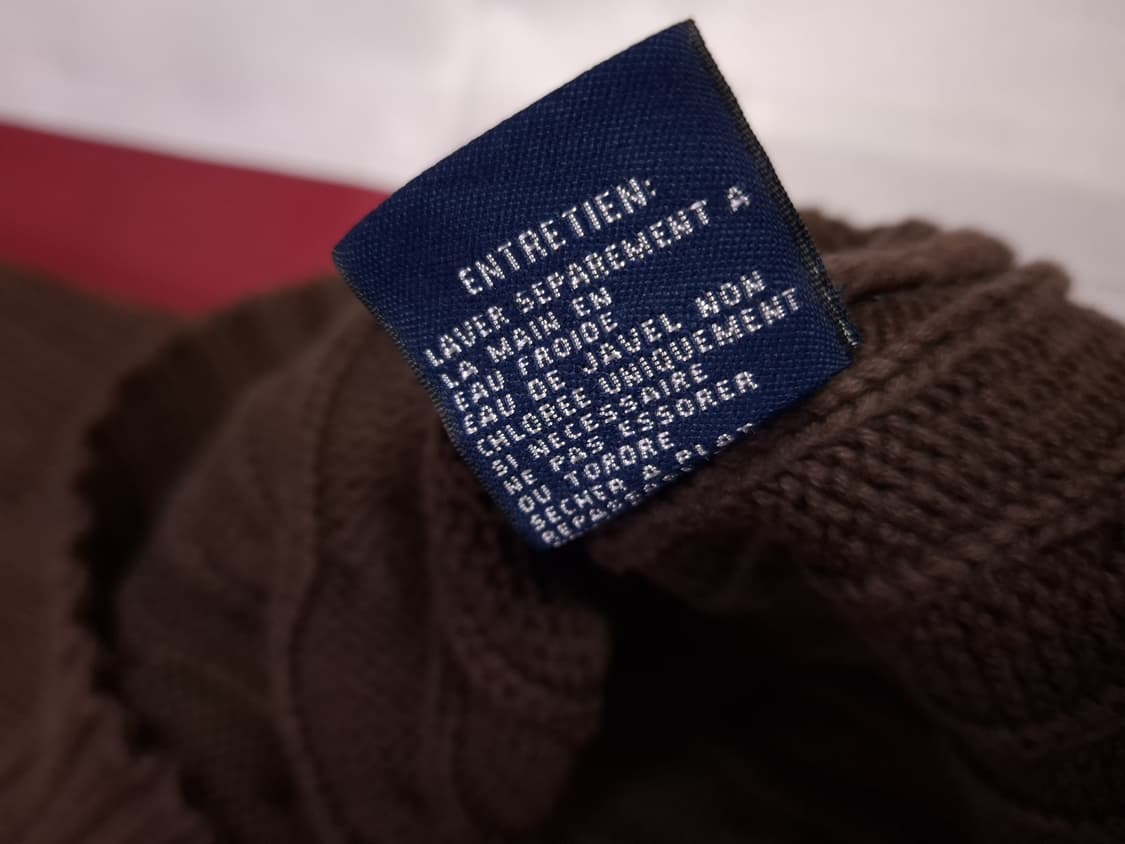 ENTRETIEN:
LAVER SEPAREMENT A
LA MAIN EN
EAU FROIDE
EAU DE JAVEL NON
CHLOREE UNIQUEMENT
SI NECESSAIRE
NE PAS ESSORER
OU TORDRE
SECHER A PLAT